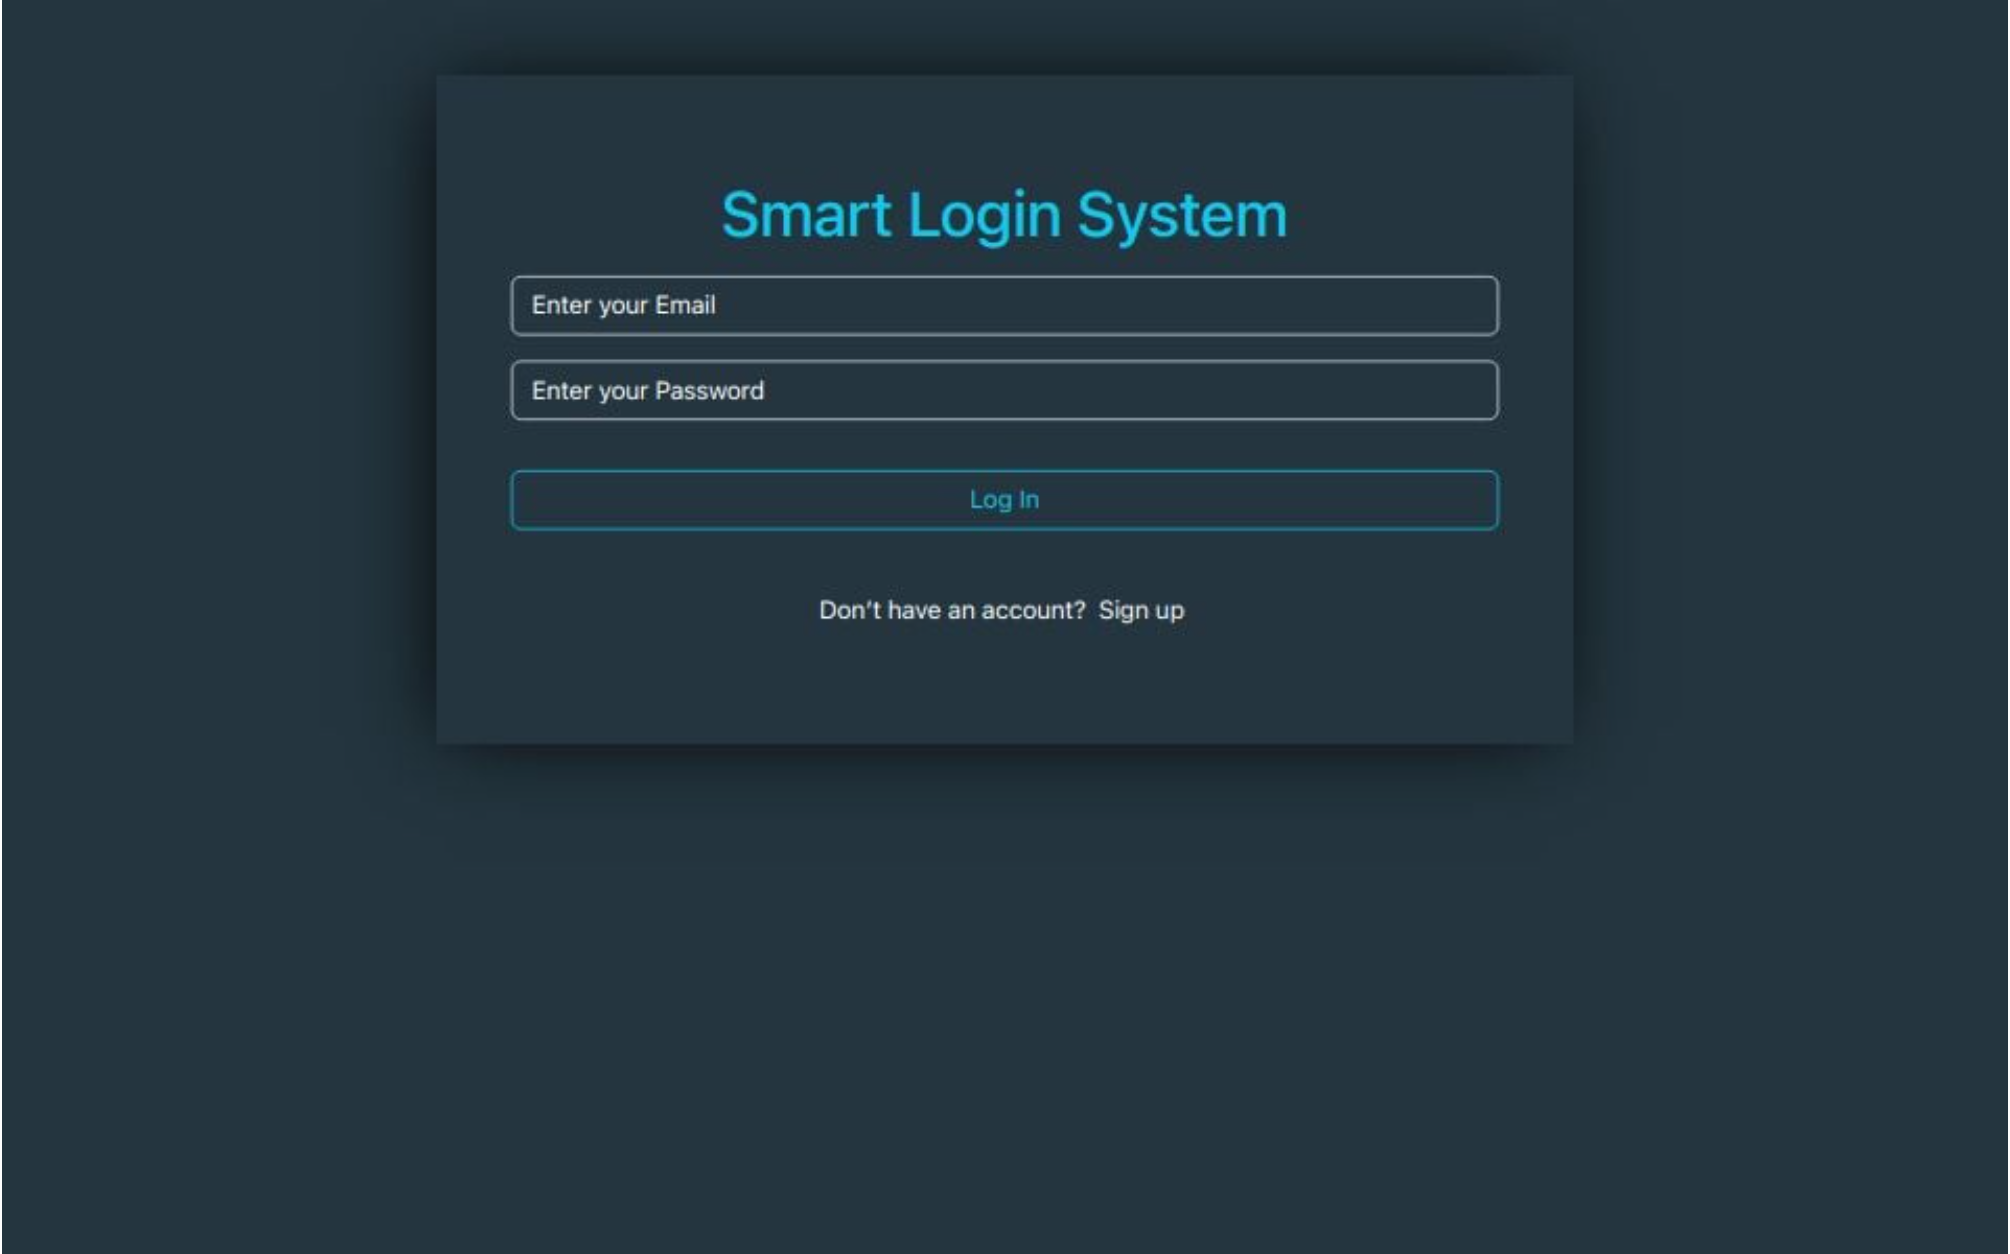 Smart Login System
Enter your Email
Enter your Password
Log In
Don't have an account? Sign up